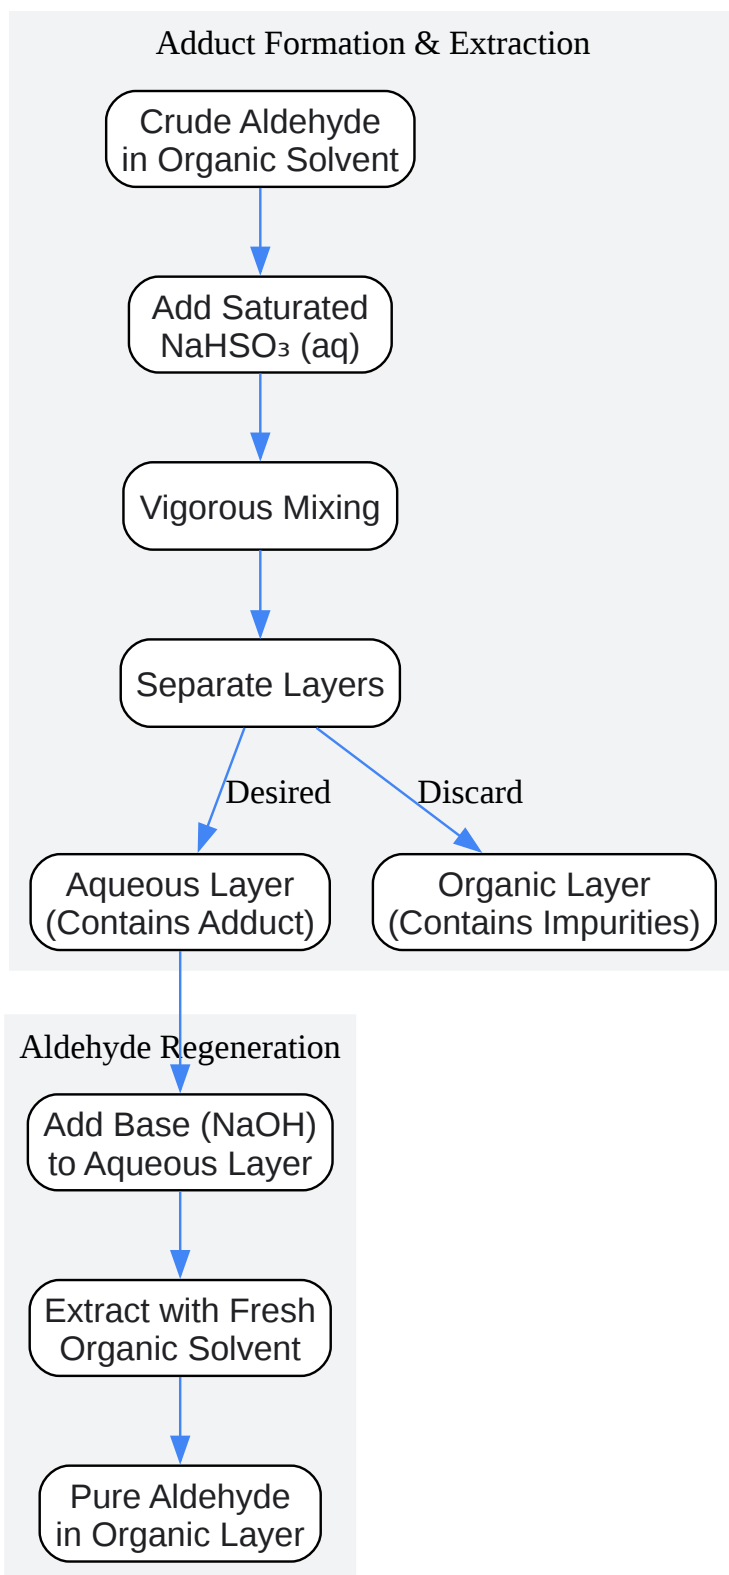 Adduct Formation & Extraction
Crude Aldehyde
in Organic Solvent
Add Saturated
NaHSO₃ (aq)
Vigorous Mixing
Separate Layers
Desired
Discard
Aqueous Layer
(Contains Adduct)
Organic Layer
(Contains Impurities)
Aldehyde Regeneration
Add Base (NaOH)
to Aqueous Layer
Extract with Fresh
Organic Solvent
Pure Aldehyde
in Organic Layer